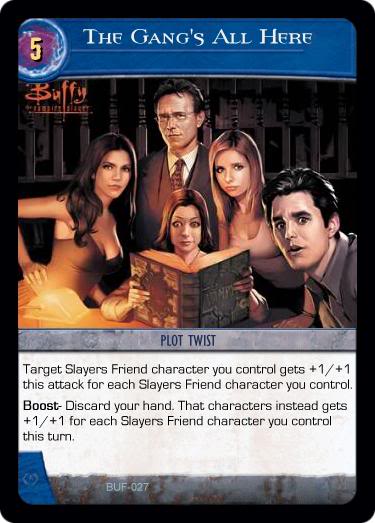 5
The Gang's All Here
Buffy
the vampire slayer
PLOT TWIST
Target Slayers Friend character you control gets +1/+1
this attack for each Slayers Friend character you control.
Boost- Discard your hand. That characters instead gets
+1/+1 for each Slayers Friend character you control
this turn.
BUF-027